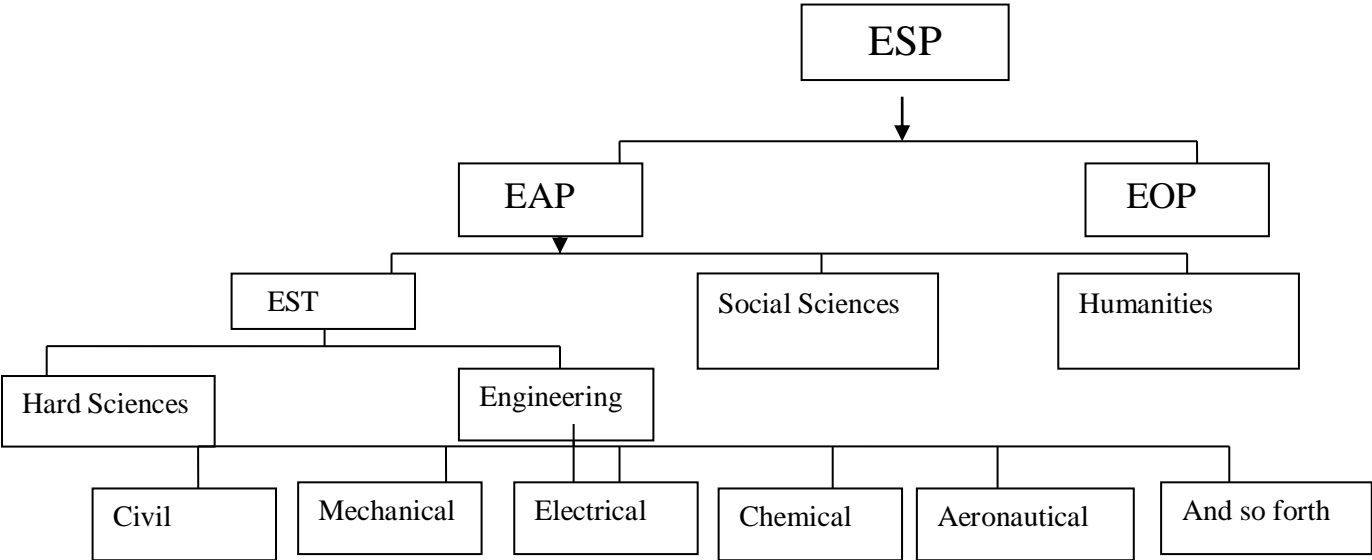 ESP
EAP
EOP
EST
Social Sciences
Humanities
Hard Sciences
Engineering
Civil
Mechanical
Electrical
Chemical
Aeronautical
And so forth